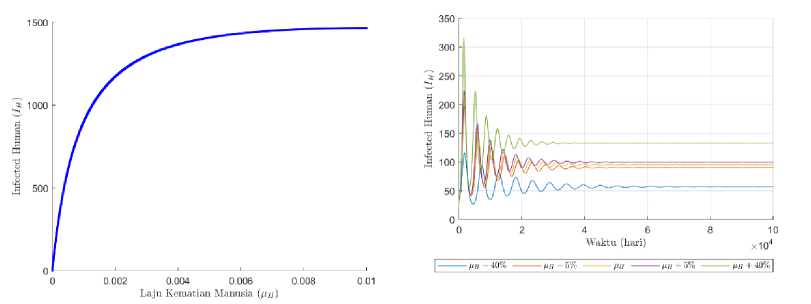 1500
1000
500
0
Infected Human (I_H)
0
0.002
0.004
0.006
0.008
0.01
Laju Kematian Manusia (μ_H)
350
300
250
200
150
100
50
0
Infected Human (I_H)
0
2
4
6
8
10
×10⁴
Waktu (hari)
μ_H − 40%
μ_H − 5%
μ_H
μ_H − 5%
μ_H + 40%